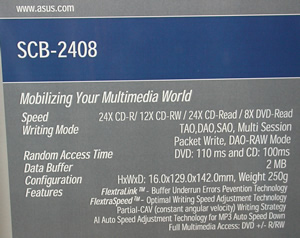 www.asus.com
SCB-2408
Mobilizing Your Multimedia World
Speed 24X CD-R/ 12X CD-RW / 24X CD-Read / 8X DVD-Read
Writing Mode TAO,DAO,SAO, Multi Session
Packet Write, DAO-RAW Mode
Random Access Time DVD: 110 ms and CD: 100ms
Data Buffer 2 MB
Configuration HxWxD: 16.0x129.0x142.0mm, Weight 250g
Features FlextraLink™ - Buffer Underrun Errors Pevention Technology
FlextraSpeed™ - Optimal Writing Speed Adjustment Technology
Partial-CAV (constant angular velocity) Writing Strategy
AI Auto Speed Adjustment Technology for MP3 Auto Speed Down
Full Multimedia Access: DVD +/- R/RW